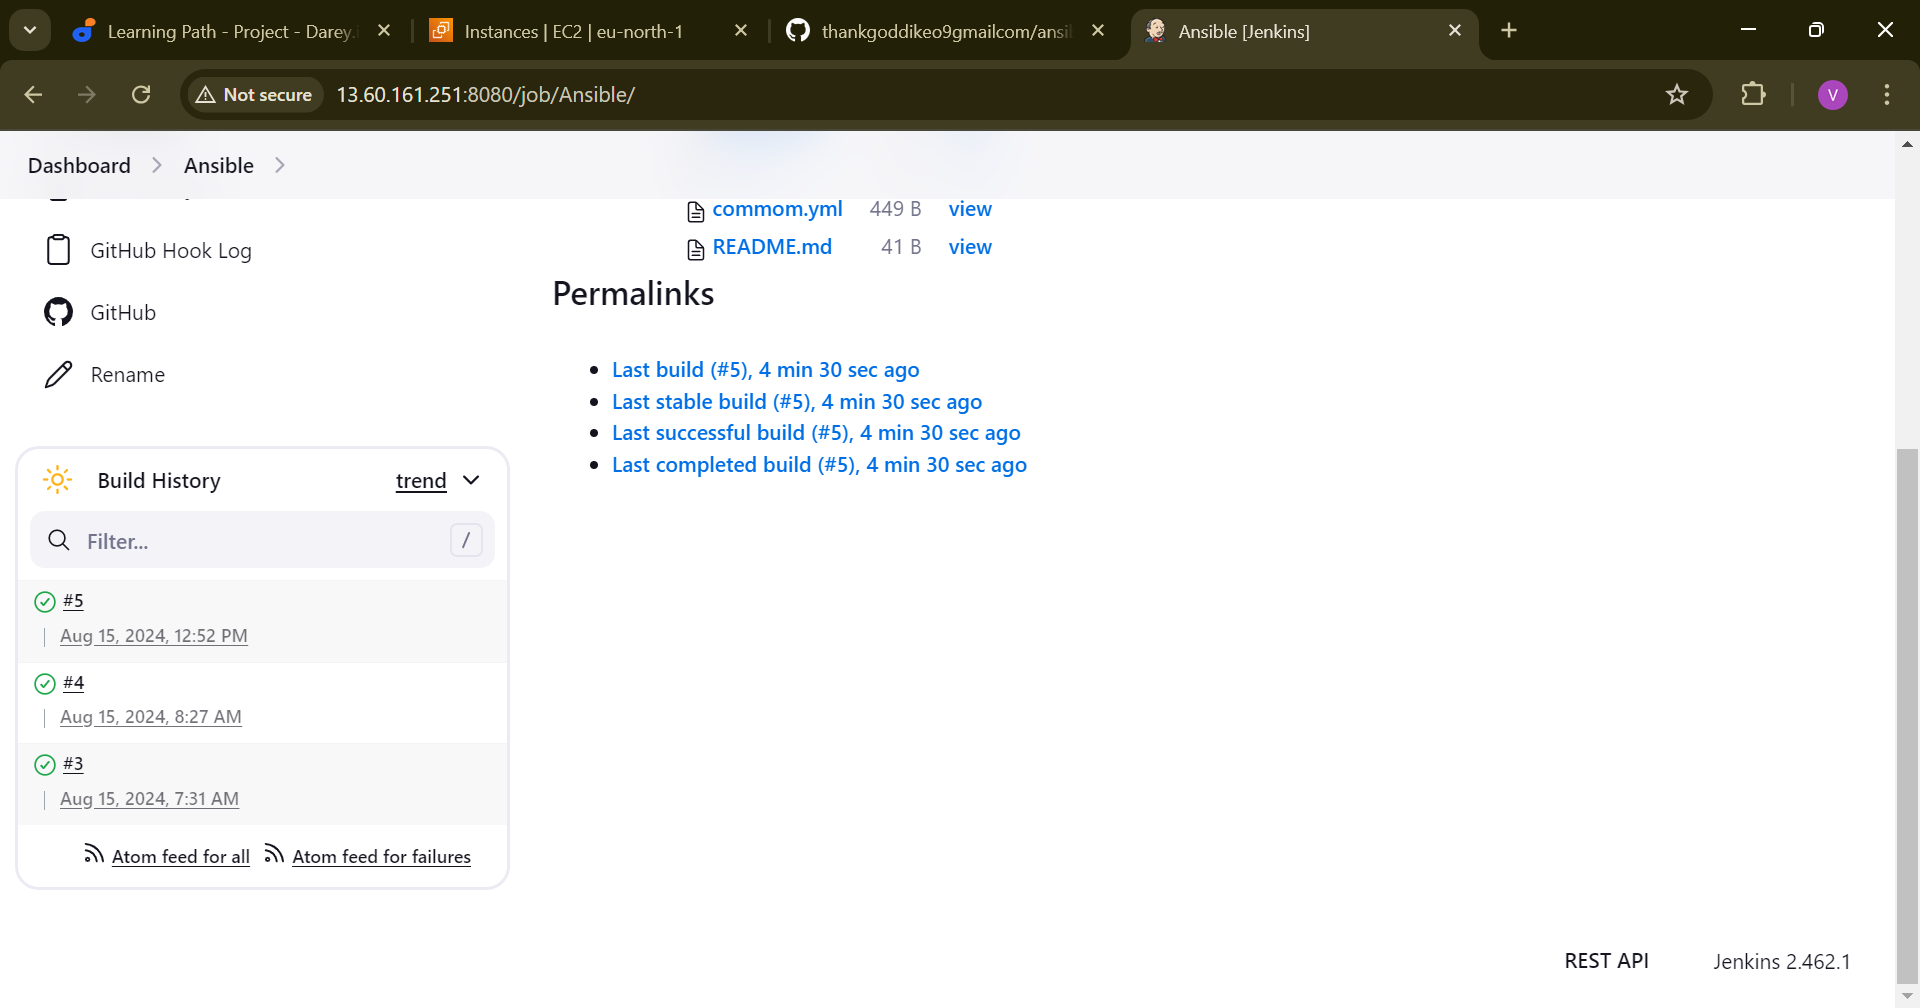 Learning Path - Project - Darey.i
Instances | EC2 | eu-north-1
thankgoddikeo9gmailcom/ansi
Ansible [Jenkins]
Not secure
13.60.161.251:8080/job/Ansible/
V
Dashboard
Ansible
commom.yml 449 B view
README.md 41 B view
GitHub Hook Log
GitHub
Rename
Permalinks
Last build (#5), 4 min 30 sec ago
Last stable build (#5), 4 min 30 sec ago
Last successful build (#5), 4 min 30 sec ago
Last completed build (#5), 4 min 30 sec ago
Build History
trend
Filter...
/
#5
Aug 15, 2024, 12:52 PM
#4
Aug 15, 2024, 8:27 AM
#3
Aug 15, 2024, 7:31 AM
Atom feed for all
Atom feed for failures
REST API
Jenkins 2.462.1